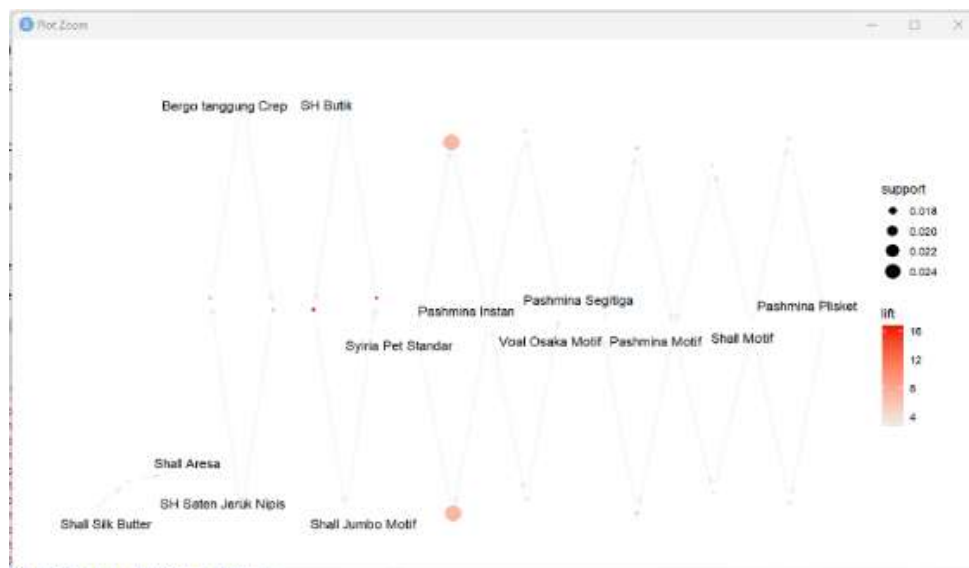 Plot Zoom
Bergo tanggung Crep
SH Butik
support
0.018
0.020
0.022
0.024
Pashmina Segitiga
Pashmina Plisket
Pashmina Instan
lift
Syiria Pet Standar
Voal Osaka Motif
Pashmina Motif
Shall Motif
16
12
8
4
Shall Aresa
SH Saten Jeruk Nipis
Shall Silk Butter
Shall Jumbo Motif